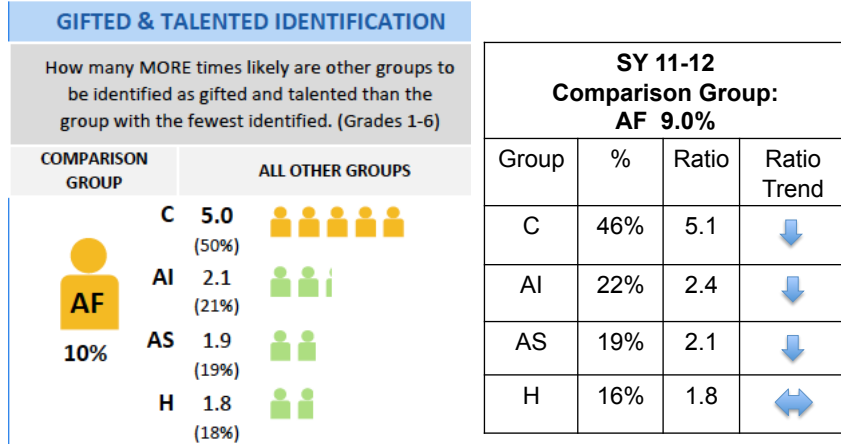 GIFTED & TALENTED IDENTIFICATION
How many MORE times likely are other groups to
be identified as gifted and talented than the
group with the fewest identified. (Grades 1-6)
COMPARISON
GROUP
ALL OTHER GROUPS
AF
10%
C 5.0
(50%)
AI 2.1
(21%)
AS 1.9
(19%)
H 1.8
(18%)
SY 11-12
Comparison Group:
AF 9.0%
Group % Ratio Ratio
Trend
C 46% 5.1
AI 22% 2.4
AS 19% 2.1
H 16% 1.8